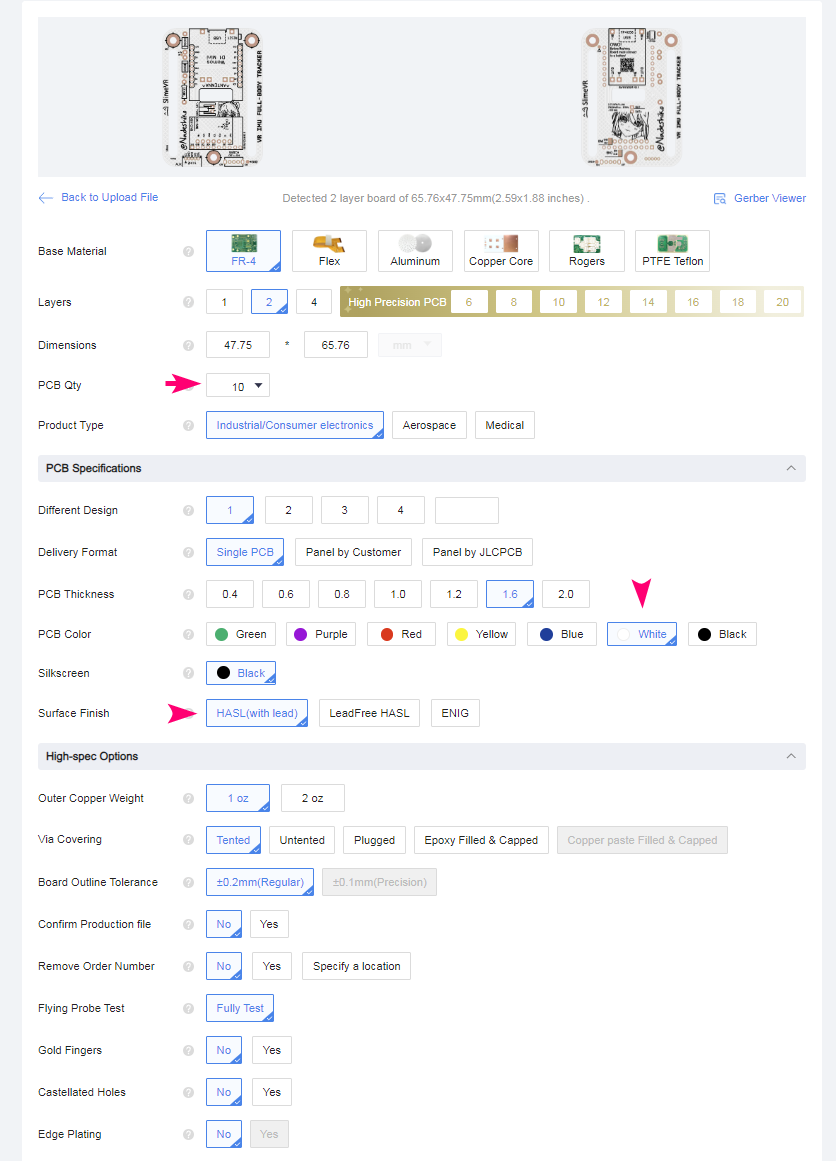 USB
Wemos
D1 Mini
ANTENNA
SlimeVR
@Nadeshiko
VR IMU FULL-BODY TRACKER
USB
SlimeVR
@Nadeshiko
VR IMU FULL-BODY TRACKER
Back to Upload File
Detected 2 layer board of 65.76x47.75mm(2.59x1.88 inches) .
Gerber Viewer
Base Material ? FR-4 Flex Aluminum Copper Core Rogers PTFE Teflon
Layers ? 1 2 4 High Precision PCB 6 8 10 12 14 16 18 20
Dimensions ? 47.75 * 65.76 mm
PCB Qty 10
Product Type ? Industrial/Consumer electronics Aerospace Medical
PCB Specifications
Different Design ? 1 2 3 4
Delivery Format ? Single PCB Panel by Customer Panel by JLCPCB
PCB Thickness ? 0.4 0.6 0.8 1.0 1.2 1.6 2.0
PCB Color ? Green Purple Red Yellow Blue White Black
Silkscreen ? Black
Surface Finish HASL(with lead) LeadFree HASL ENIG
High-spec Options
Outer Copper Weight ? 1 oz 2 oz
Via Covering ? Tented Untented Plugged Epoxy Filled & Capped Copper paste Filled & Capped
Board Outline Tolerance ? ±0.2mm(Regular) ±0.1mm(Precision)
Confirm Production file ? No Yes
Remove Order Number ? No Yes Specify a location
Flying Probe Test ? Fully Test
Gold Fingers ? No Yes
Castellated Holes ? No Yes
Edge Plating ? No Yes